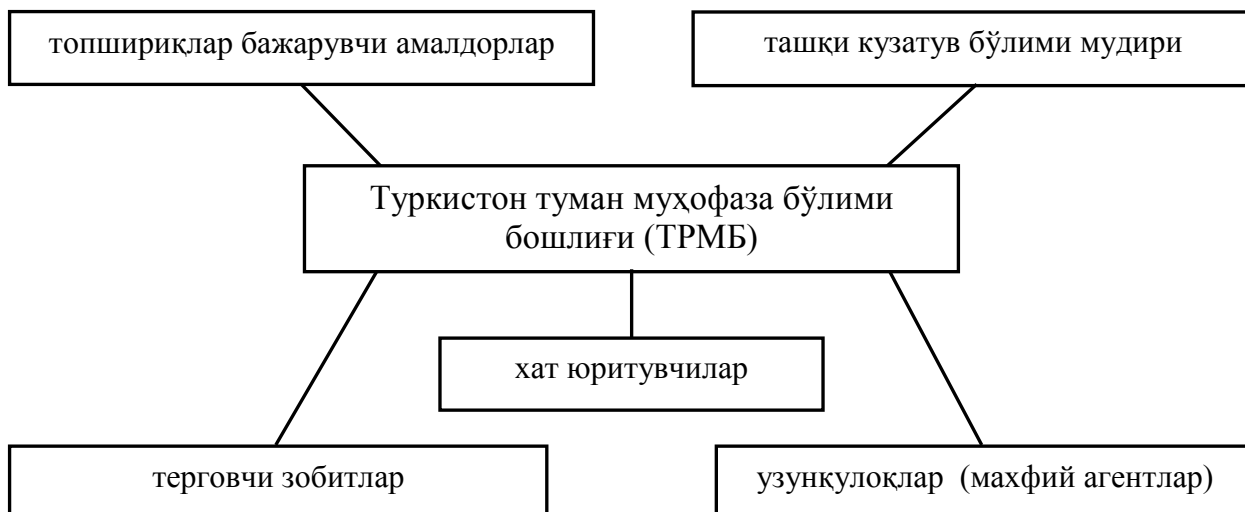 топшириқлар бажарувчи амалдорлар
ташқи кузатув бўлими мудири
Туркистон туман муҳофаза бўлими
бошлиғи (ТРМБ)
хат юритувчилар
терговчи зобитлар
узунқулоқлар (махфий агентлар)